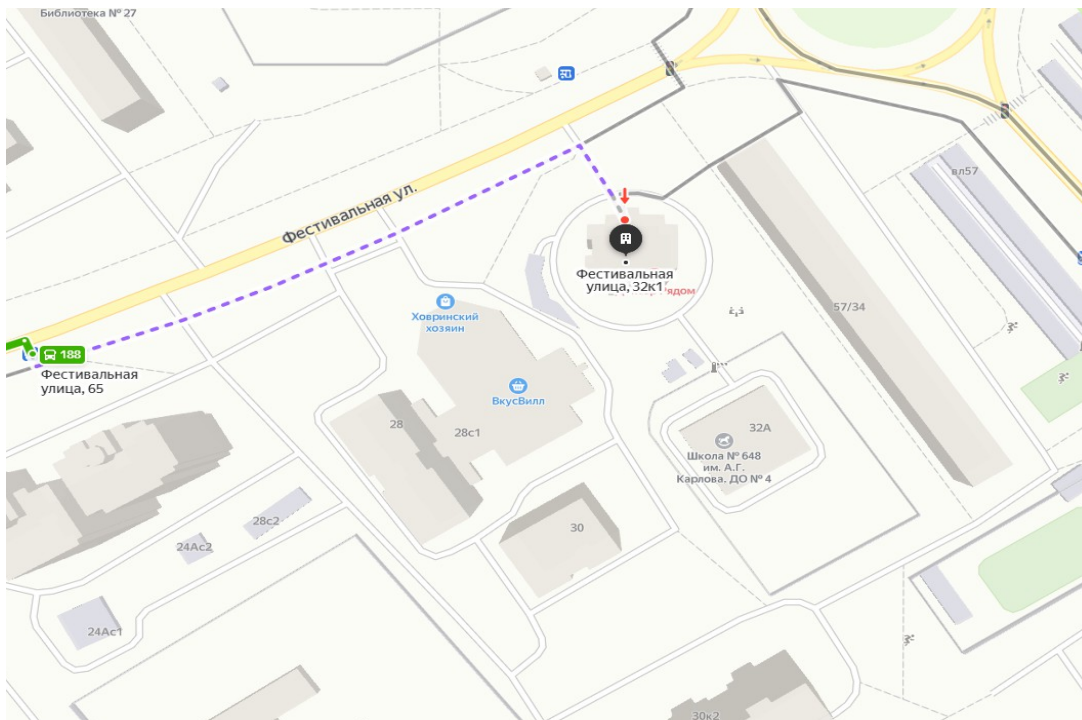 Библиотека № 27
вл57
Фестивальная ул.
Фестивальная
улица, 32к1
57/34
Ховринский
хозяин
188
Фестивальная
улица, 65
ВкусВилл
28
28с1
32А
Школа № 648
им. А.Г.
Карлова. ДО № 4
28с2
30
24Ас2
24Ас1
30к2